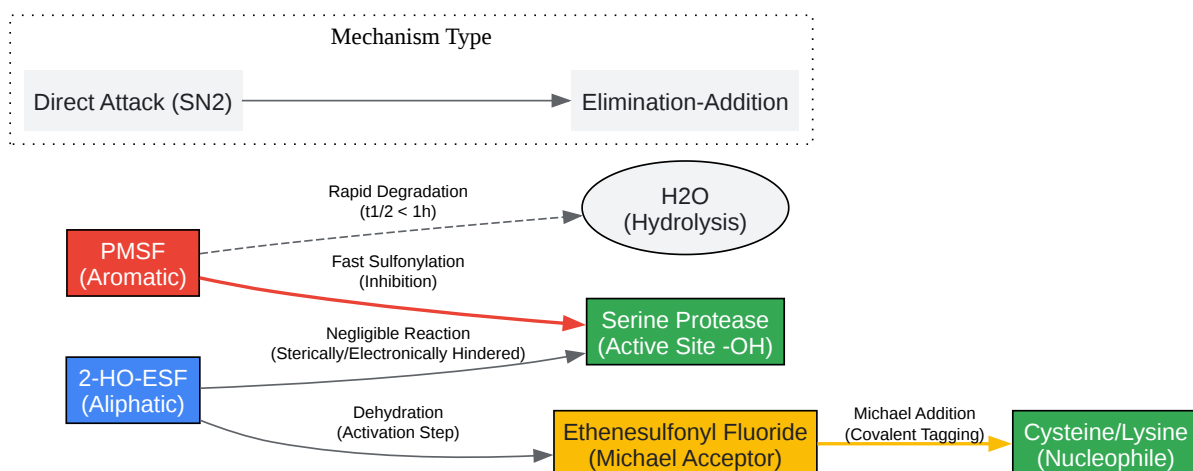 Mechanism Type
Direct Attack (SN2)
Elimination-Addition
Rapid Degradation
(t1/2 < 1h)
H2O
(Hydrolysis)
PMSF
(Aromatic)
Fast Sulfonylation
(Inhibition)
Serine Protease
(Active Site -OH)
Negligible Reaction
(Sterically/Electronically Hindered)
2-HO-ESF
(Aliphatic)
Dehydration
(Activation Step)
Ethenesulfonyl Fluoride
(Michael Acceptor)
Michael Addition
(Covalent Tagging)
Cysteine/Lysine
(Nucleophile)